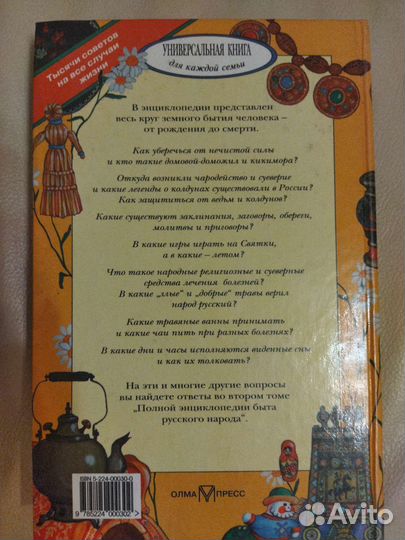 Тысячи советов
на все случаи
жизни
УНИВЕРСАЛЬНАЯ КНИГА
для каждой семьи
В энциклопедии представлен
весь круг земного бытия человека –
от рождения до смерти.
Как уберечься от нечистой силы
и кто такие домовой-доможил и кикимора?
Откуда возникли чародейство и суеверие
и какие легенды о колдунах существовали в России?
Как защититься от ведьм и колдунов?
Какие существуют заклинания, заговоры, обереги,
молитвы и приговоры?
В какие игры играть на Святки,
а в какие – летом?
Что такое народные религиозные и суеверные
средства лечения болезней?
В какие „злые" и „добрые" травы верил
народ русский?
Какие травяные ванны принимать
и какие чаи пить при разных болезнях?
В какие дни и часы исполняются виденные сны
и как их толковать?
На эти и многие другие вопросы
вы найдете ответы во втором томе
„Полной энциклопедии быта
русского народа".
ISBN 5-224-00030-0
9 785224 000302 >
ОЛМА ПРЕСС
Avito